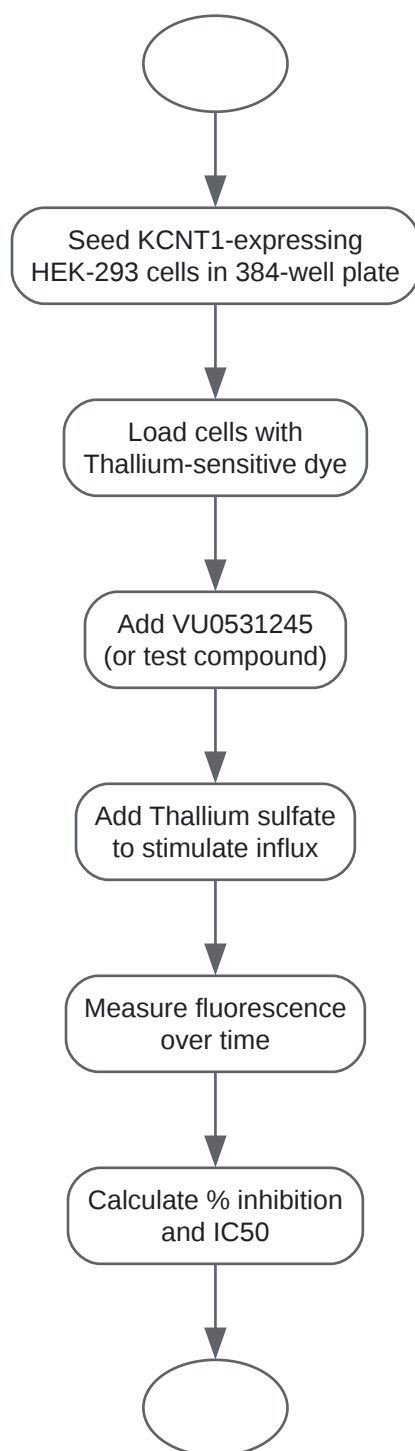 Seed KCNT1-expressing
HEK-293 cells in 384-well plate
Load cells with
Thallium-sensitive dye
Add VU0531245
(or test compound)
Add Thallium sulfate
to stimulate influx
Measure fluorescence
over time
Calculate % inhibition
and IC50